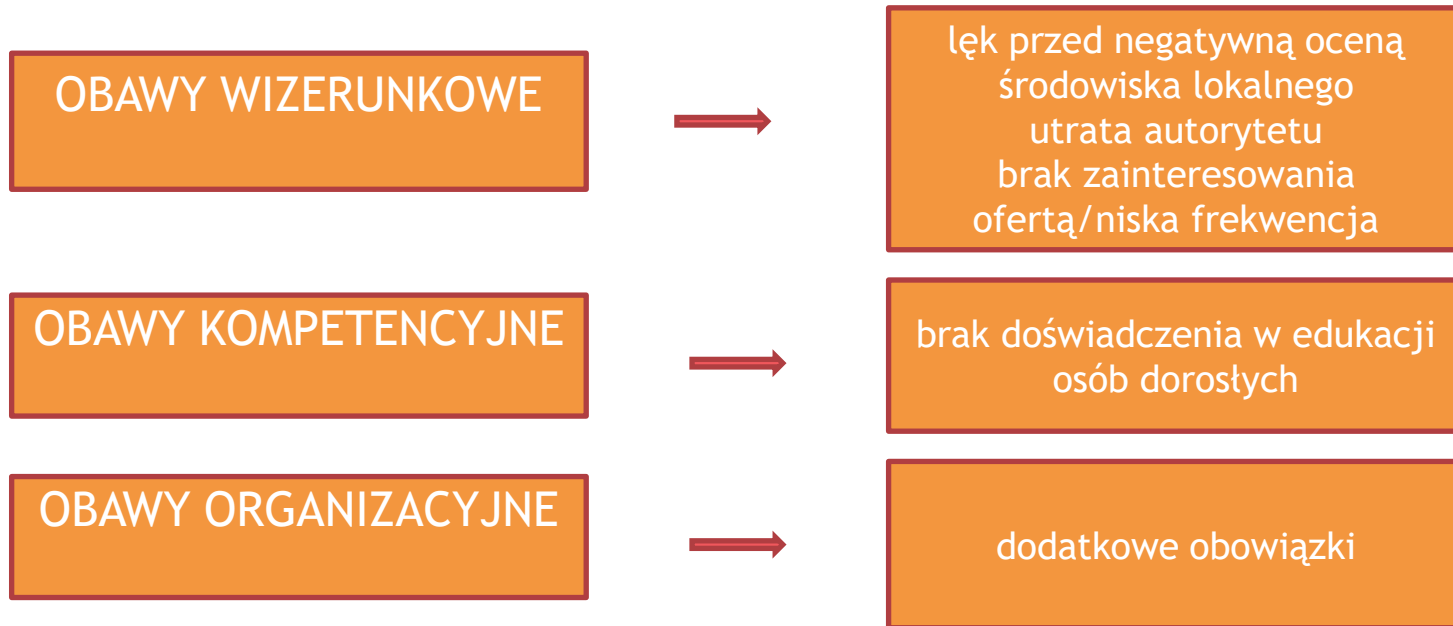 OBAWY WIZERUNKOWE
lęk przed negatywną oceną
środowiska lokalnego
utrata autorytetu
brak zainteresowania
ofertą/niska frekwencja
OBAWY KOMPETENCYJNE
brak doświadczenia w edukacji
osób dorosłych
OBAWY ORGANIZACYJNE
dodatkowe obowiązki